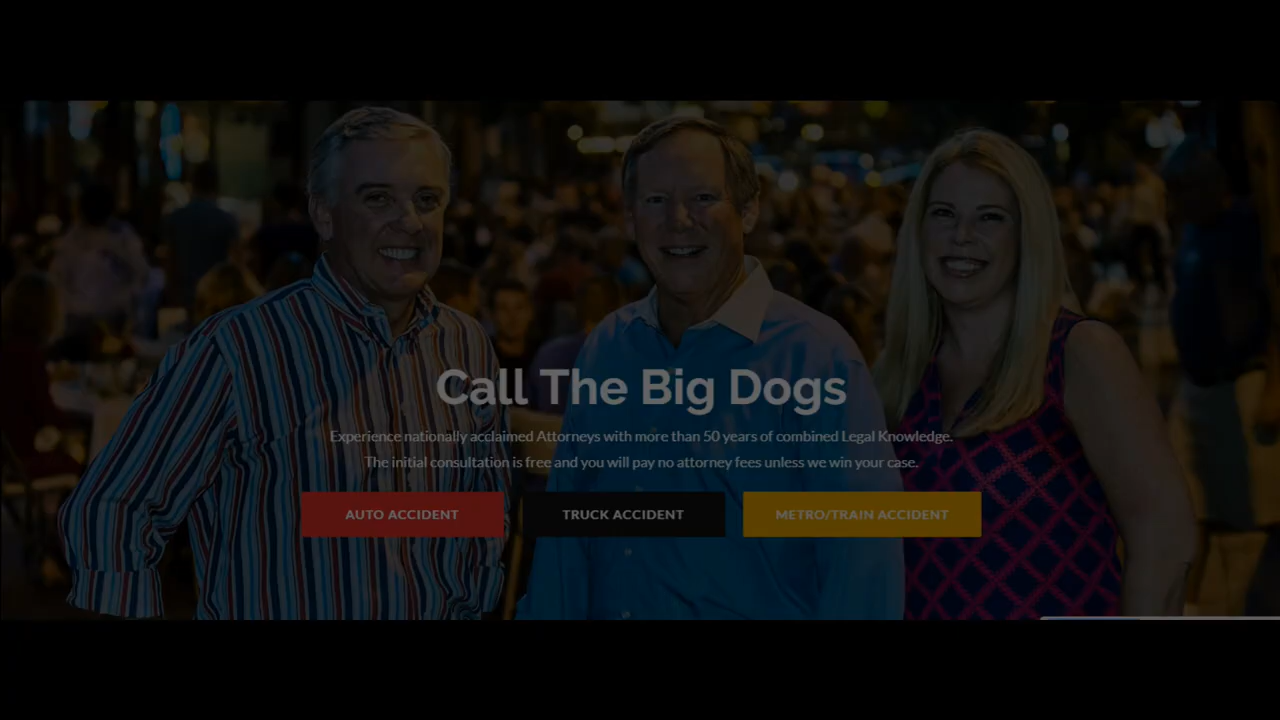 Call The Big Dogs
Experience nationally acclaimed Attorneys with more than 50 years of combined Legal Knowledge.
The initial consultation is free and you will pay no attorney fees unless we win your case.
AUTO ACCIDENT
TRUCK ACCIDENT
METRO/TRAIN ACCIDENT